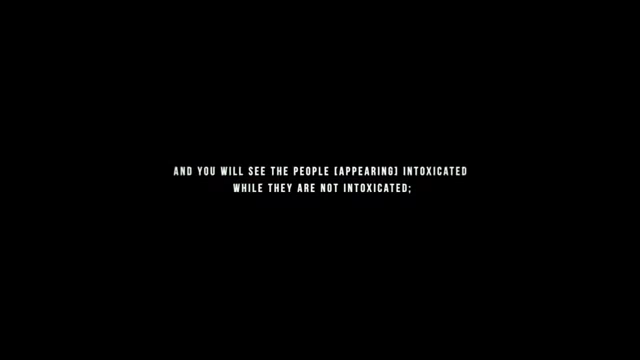 AND YOU WILL SEE THE PEOPLE [APPEARING] INTOXICATED
WHILE THEY ARE NOT INTOXICATED;